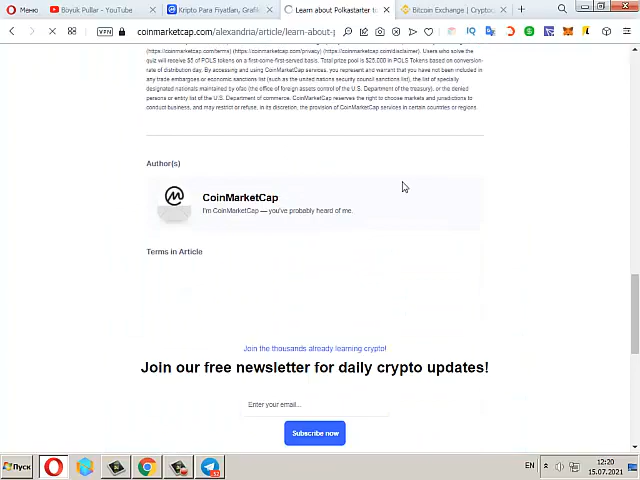 Меню
Büyük Pullar - YouTube
Kripto Para Fiyatları, Grafikl
Learn about Polkastarter to
Bitcoin Exchange | Crypto
VPN
coinmarketcap.com/alexandria/article/learn-about-p
(https://coinmarketcap.com/terms) (https://coinmarketcap.com/privacy) (https://coinmarketcap.com/disclaimer). Users who solve the
quiz will receive $5 of POLS tokens on a first-come-first-served basis. Total prize pool is $25,000 in POLS Tokens based on conversion-
rate of distribution day. By accessing and using CoinMarketCap services, you represent and warrant that you have not been included in
any trade embargoes or economic sanctions list (such as the united nations security council sanctions list), the list of specially
designated nationals maintained by ofac (the office of foreign assets control of the U.S. Department of the treasury), or the denied
persons or entity list of the U.S. Department of commerce. CoinMarketCap reserves the right to choose markets and jurisdictions to
conduct business, and may restrict or refuse, in its discretion, the provision of CoinMarketCap services in certain countries or regions
Author(s)
CoinMarketCap
I'm CoinMarketCap — you've probably heard of me.
Terms in Article
Join the thousands already learning crypto!
Join our free newsletter for daily crypto updates!
Enter your email...
Subscribe now
Пуск
EN
12:20
15.07.2021